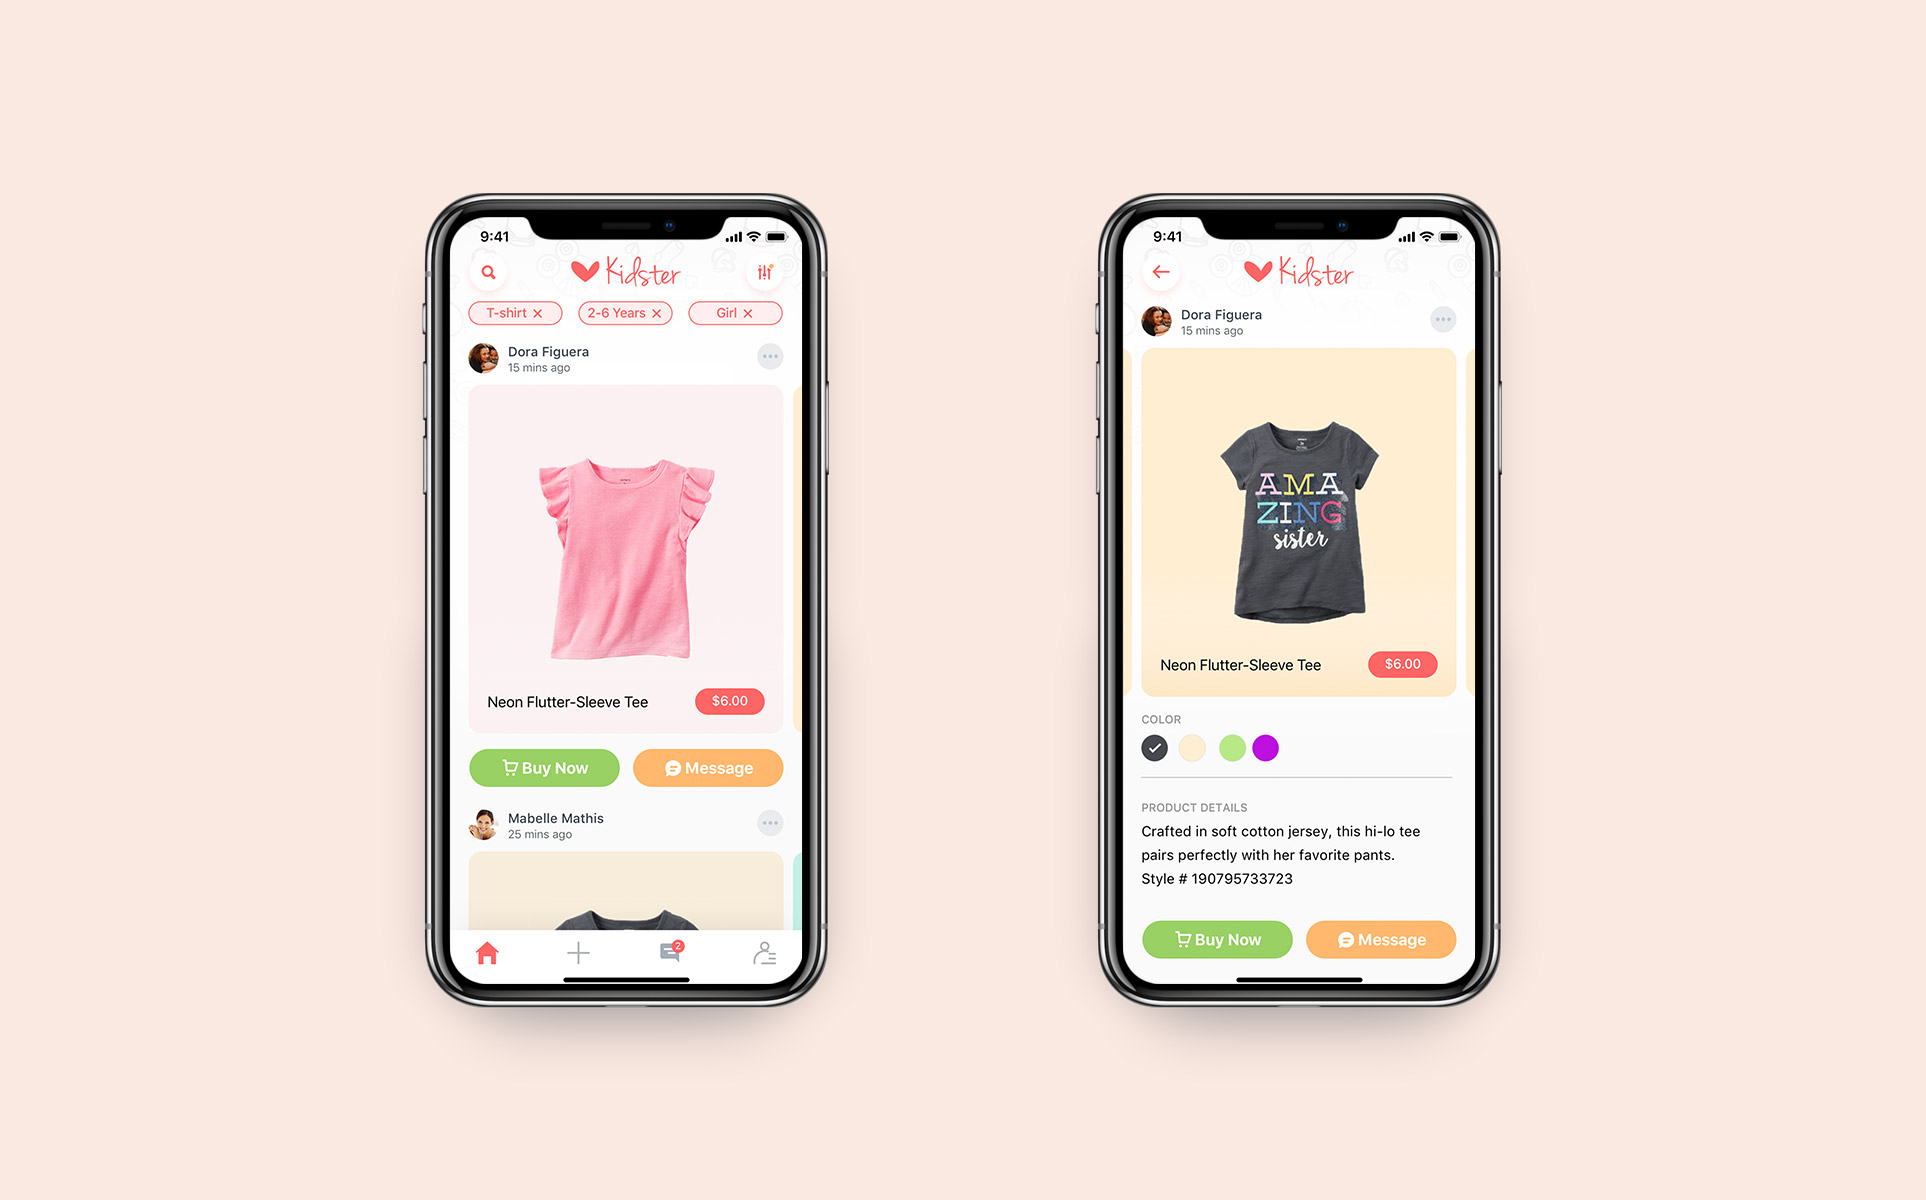 9:41
Kidster
T-shirt ×
2-6 Years ×
Girl ×
Dora Figuera
15 mins ago
Neon Flutter-Sleeve Tee
$6.00
Buy Now
Message
Mabelle Mathis
25 mins ago
2
9:41
Kidster
Dora Figuera
15 mins ago
AMA
ZING
sister
Neon Flutter-Sleeve Tee
$6.00
COLOR
PRODUCT DETAILS
Crafted in soft cotton jersey, this hi-lo tee
pairs perfectly with her favorite pants.
Style # 190795733723
Buy Now
Message